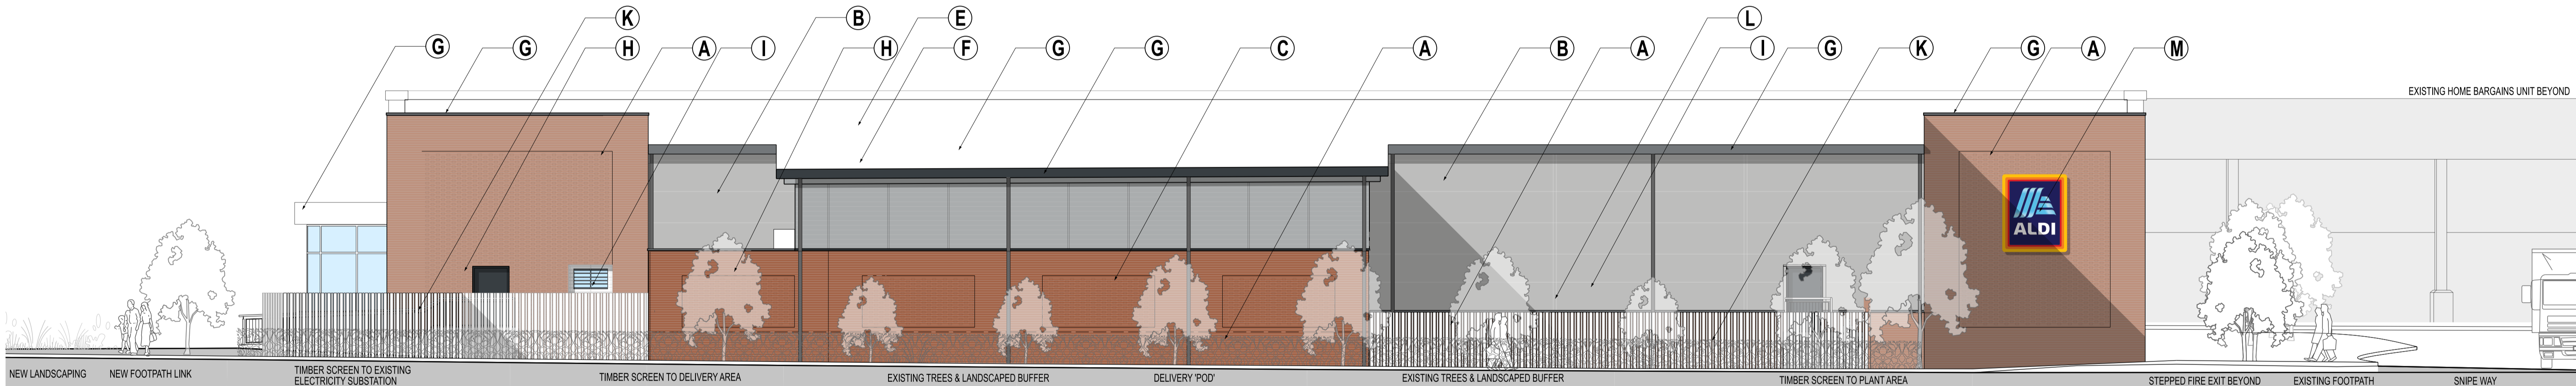 K B E L
G G H A I H F G G C A B A I G K G A M
EXISTING HOME BARGAINS UNIT BEYOND
ALDI
NEW LANDSCAPING
NEW FOOTPATH LINK
TIMBER SCREEN TO EXISTING
ELECTRICITY SUBSTATION
TIMBER SCREEN TO DELIVERY AREA
EXISTING TREES & LANDSCAPED BUFFER
DELIVERY 'POD'
EXISTING TREES & LANDSCAPED BUFFER
TIMBER SCREEN TO PLANT AREA
STEPPED FIRE EXIT BEYOND
EXISTING FOOTPATH
SNIPE WAY